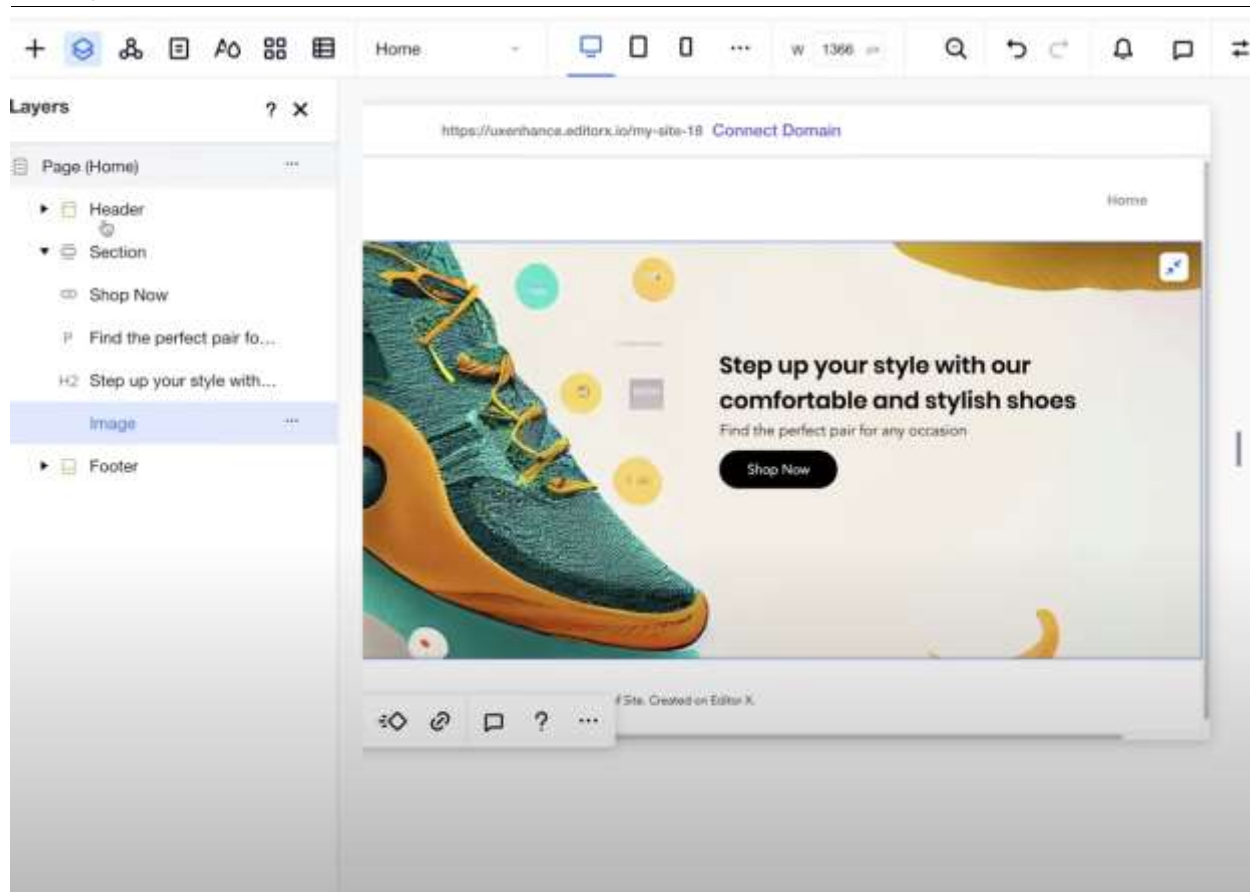 Home
W 1366 px
Layers
? X
Page (Home)
Header
Section
Shop Now
P Find the perfect pair fo...
H2 Step up your style with...
Image
Footer
https://uxenhance.editorx.io/my-site-18 Connect Domain
Home
Step up your style with our
comfortable and stylish shoes
Find the perfect pair for any occasion
Shop Now
f Site. Created on Editor X.
?